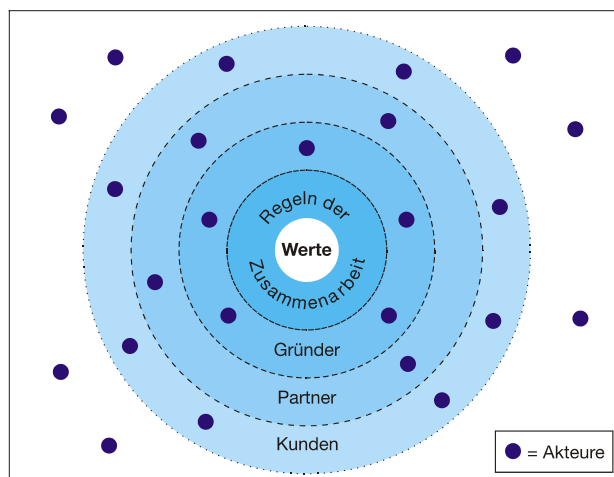 Regeln der
Werte
Zusammenarbeit
Gründer
Partner
Kunden
= Akteure